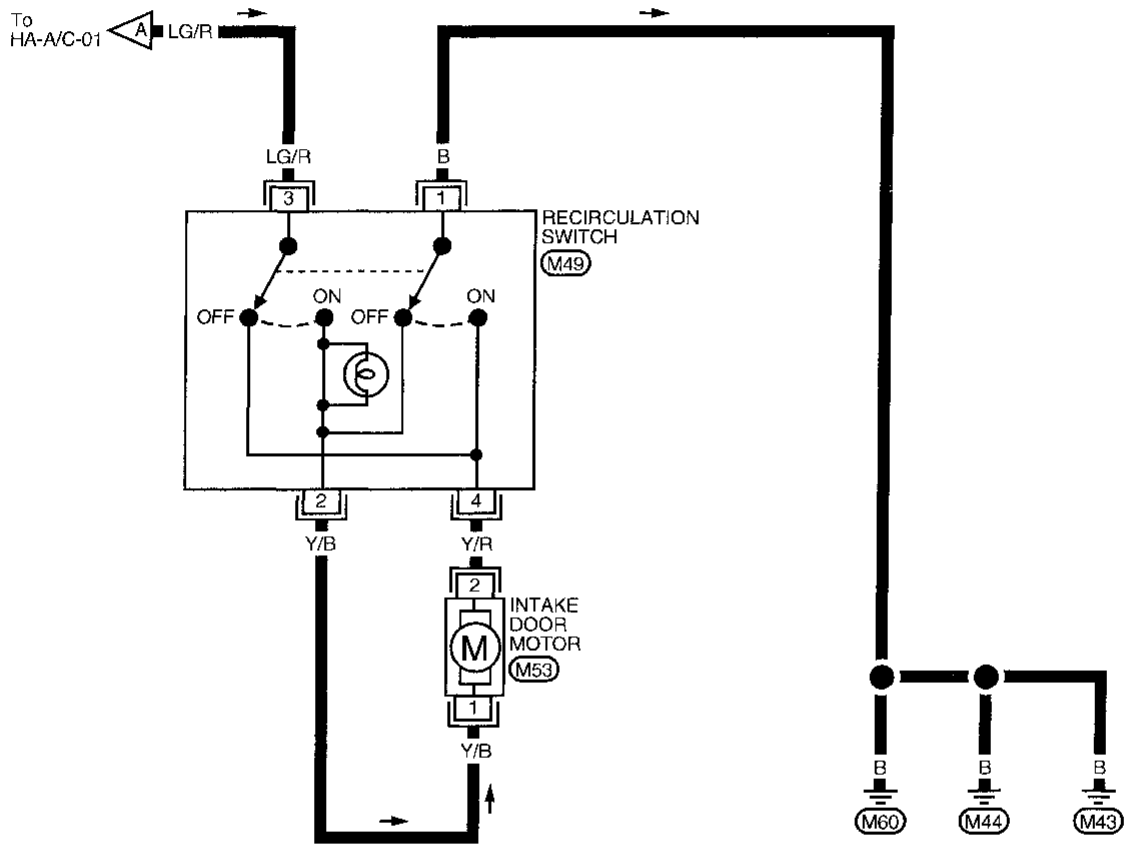 To
HA-A/C-01
A
LG/R
LG/R
B
3
1
RECIRCULATION
SWITCH
M49
OFF
ON
OFF
ON
2
4
Y/B
Y/R
2
INTAKE
DOOR
MOTOR
M53
M
1
Y/B
B
B
B
M60
M44
M43